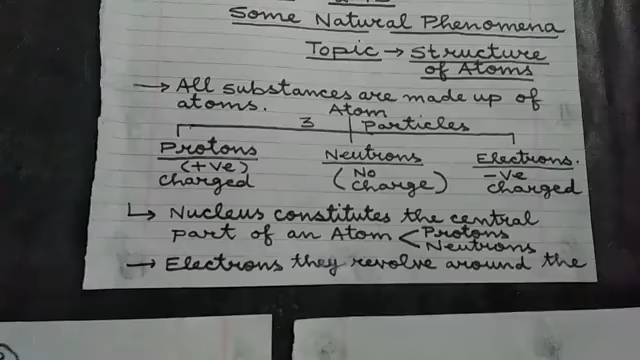 Some Natural Phenomena
Topic → Structure
of Atoms
→ All substances are made up of
atoms.
Atom
3 Particles
Protons Neutrons Electrons.
(+ve) (No -ve
charged Charge) charged
↳ Nucleus constitutes the central
part of an Atom < Protons
Neutrons
→ Electrons they revolve around the